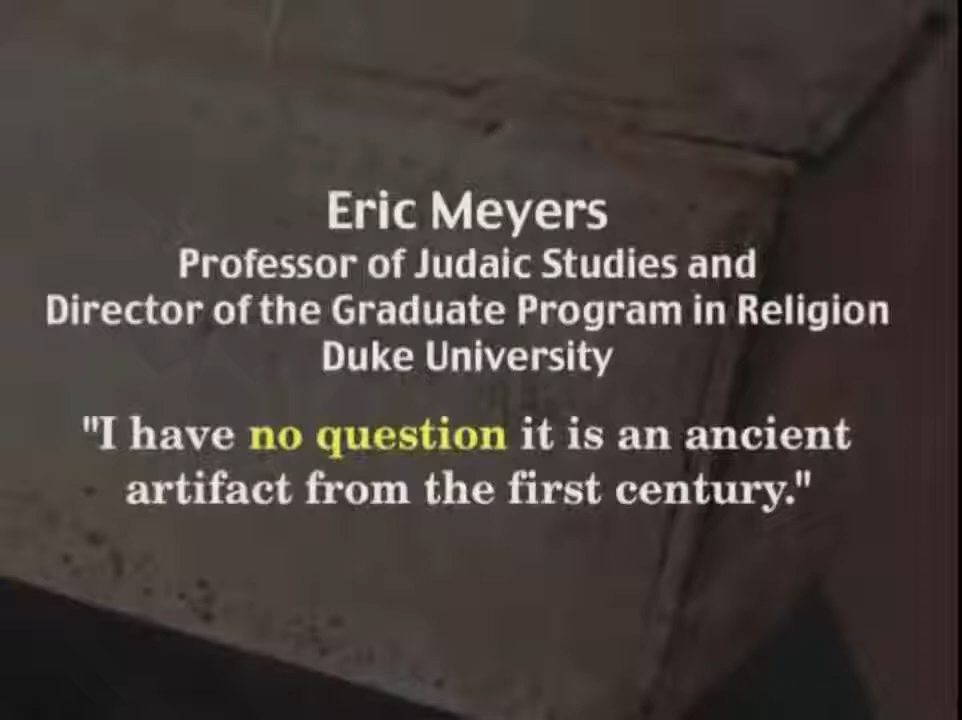 Eric Meyers
Professor of Judaic Studies and
Director of the Graduate Program in Religion
Duke University
"I have no question it is an ancient
artifact from the first century."